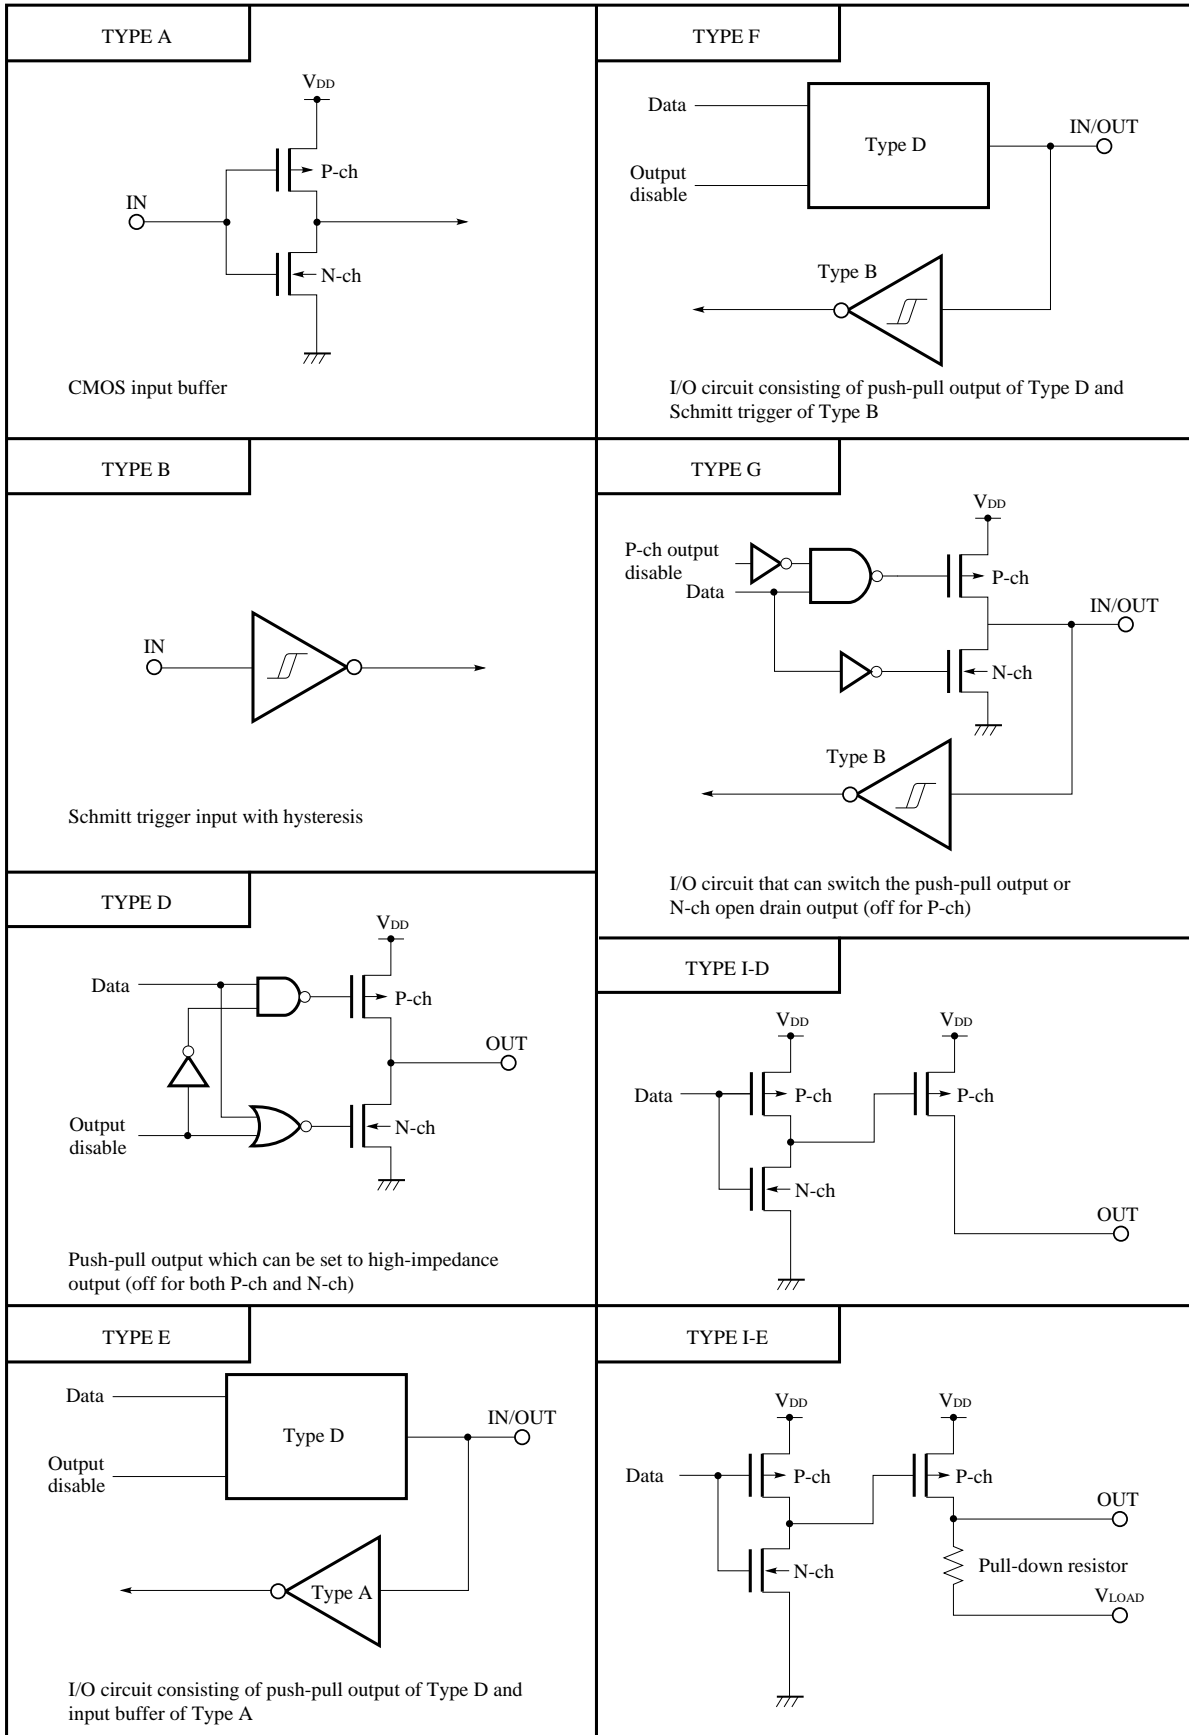 TYPE A
VDD
P-ch
IN
N-ch
CMOS input buffer
TYPE B
IN
Schmitt trigger input with hysteresis
TYPE D
VDD
Data
P-ch
OUT
Output
disable
N-ch
Push-pull output which can be set to high-impedance
output (off for both P-ch and N-ch)
TYPE E
Data
Type D
IN/OUT
Output
disable
Type A
I/O circuit consisting of push-pull output of Type D and
input buffer of Type A
TYPE F
Data
Type D
IN/OUT
Output
disable
Type B
I/O circuit consisting of push-pull output of Type D and
Schmitt trigger of Type B
TYPE G
VDD
P-ch output
disable
P-ch
Data
IN/OUT
N-ch
Type B
I/O circuit that can switch the push-pull output or
N-ch open drain output (off for P-ch)
TYPE I-D
VDD
VDD
Data
P-ch
P-ch
N-ch
OUT
TYPE I-E
VDD
VDD
Data
P-ch
P-ch
OUT
N-ch
Pull-down resistor
VLOAD